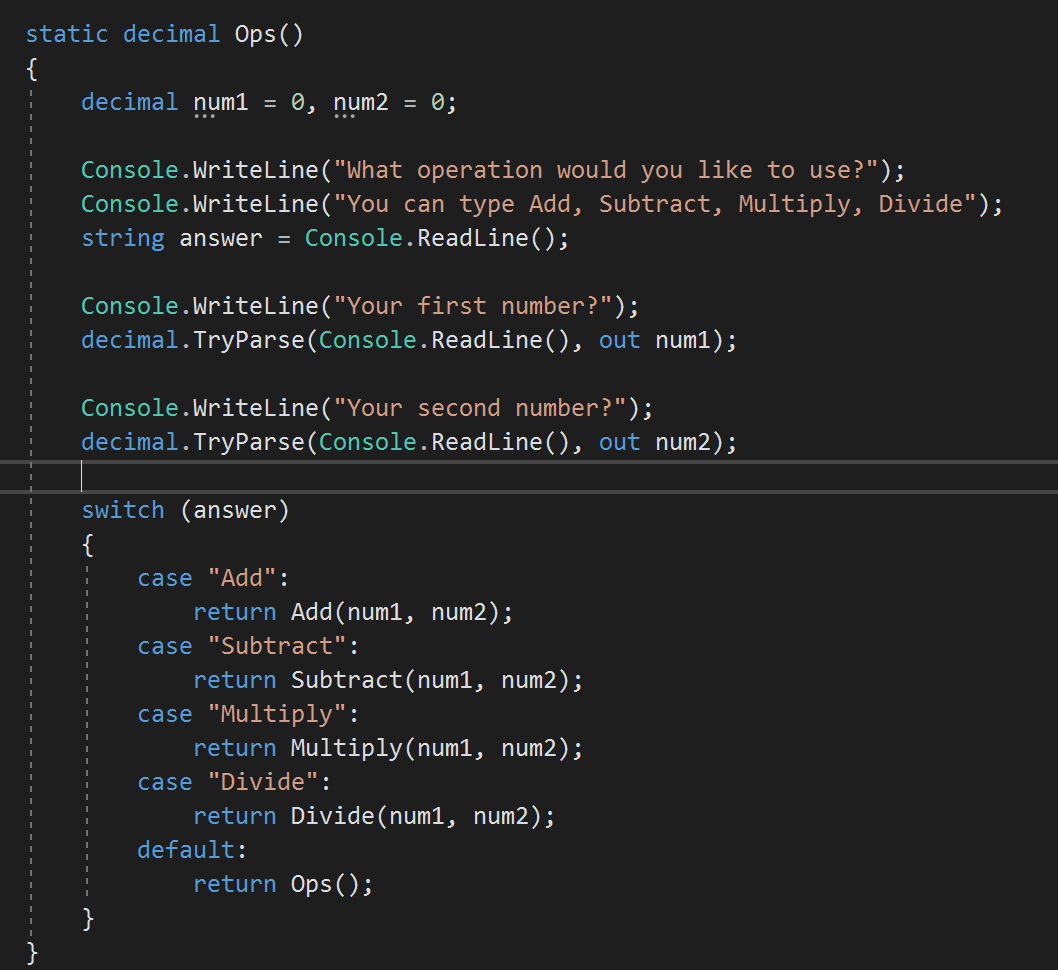 static decimal Ops()
{
    decimal num1 = 0, num2 = 0;

    Console.WriteLine("What operation would you like to use?");
    Console.WriteLine("You can type Add, Subtract, Multiply, Divide");
    string answer = Console.ReadLine();

    Console.WriteLine("Your first number?");
    decimal.TryParse(Console.ReadLine(), out num1);

    Console.WriteLine("Your second number?");
    decimal.TryParse(Console.ReadLine(), out num2);

    switch (answer)
    {
        case "Add":
            return Add(num1, num2);
        case "Subtract":
            return Subtract(num1, num2);
        case "Multiply":
            return Multiply(num1, num2);
        case "Divide":
            return Divide(num1, num2);
        default:
            return Ops();
    }
}